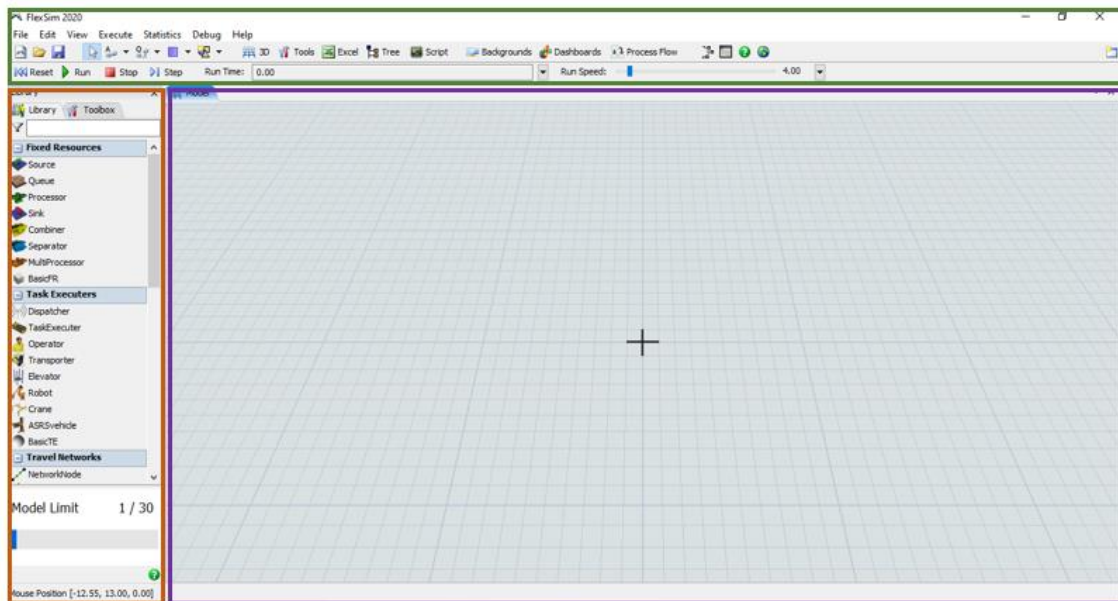 FlexSim 2020
File Edit View Execute Statistics Debug Help
3D Tools Excel Tree Script Backgrounds Dashboards Process Flow
Reset Run Stop Step Run Time: 0.00 Run Speed: 4.00
Library
Model
Library Toolbox
Fixed Resources
Source
Queue
Processor
Sink
Combiner
Separator
MultiProcessor
BasicFR
Task Executers
Dispatcher
TaskExecuter
Operator
Transporter
Elevator
Robot
Crane
ASRSvehicle
BasicTE
Travel Networks
NetworkNode
Model Limit 1 / 30
Mouse Position [-12.55, 13.00, 0.00]